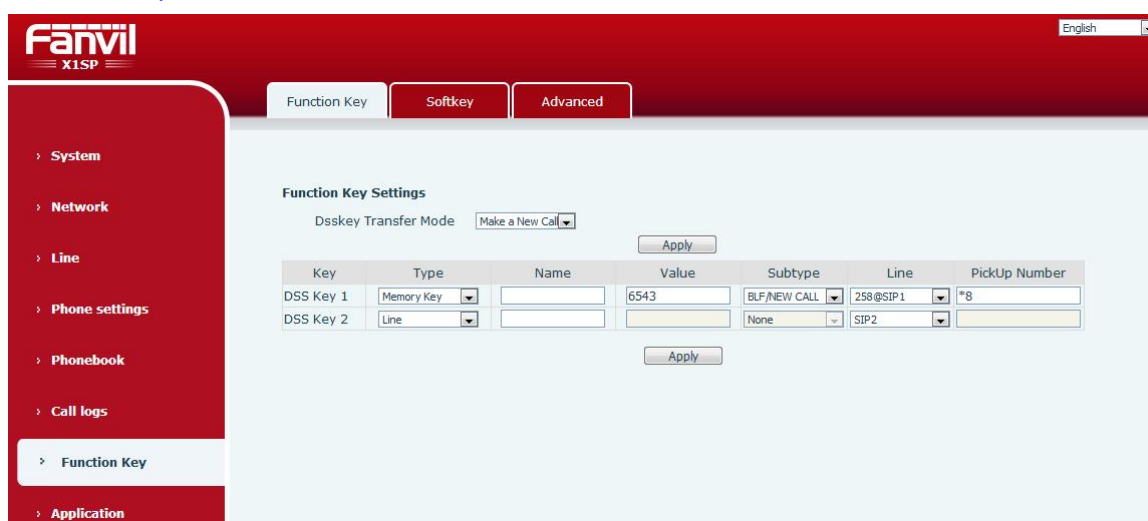 Fanvil
X1SP
English
Function Key Softkey Advanced
› System
› Network
› Line
› Phone settings
› Phonebook
› Call logs
› Function Key
› Application
Function Key Settings
Dsskey Transfer Mode Make a New Call
Apply
Key Type Name Value Subtype Line PickUp Number
DSS Key 1 Memory Key 6543 BLF/NEW CALL 258@SIP1 *8
DSS Key 2 Line None SIP2
Apply